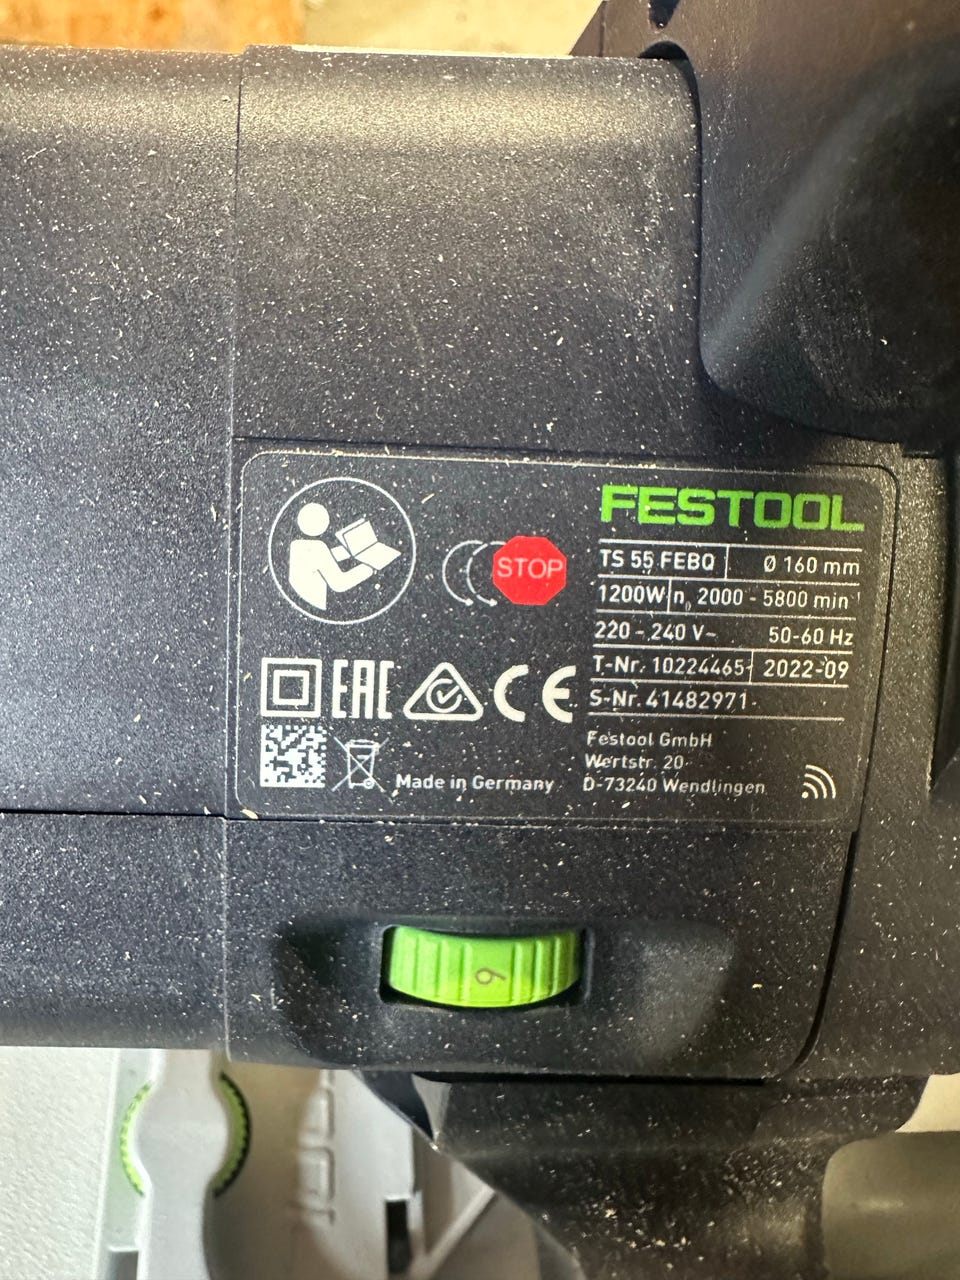 FESTOOL
TS 55 FEBQ Ø 160 mm
1200W n₀ 2000 - 5800 min⁻¹
220 - 240 V~ 50-60 Hz
T-Nr. 10224465 2022-09
S-Nr. 41482971
STOP
EAC
CE
Festool GmbH
Wertstr. 20
D-73240 Wendlingen
Made in Germany
6